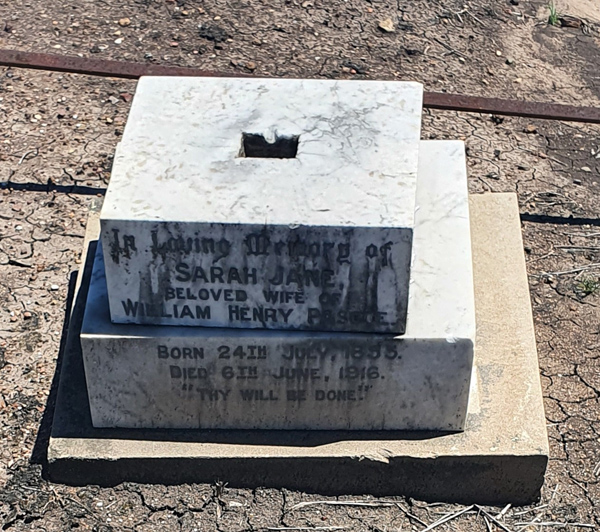 In Loving Memory of
SARAH JANE
BELOVED WIFE OF
WILLIAM HENRY PASCOE.
BORN 24TH JULY, 1855.
DIED 6TH JUNE, 1916.
"THY WILL BE DONE."